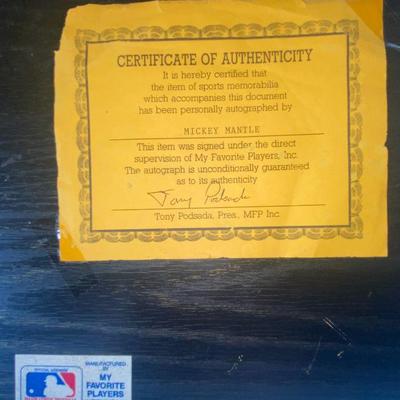 CERTIFICATE OF AUTHENTICITY
It is hereby certified that
the item of sports memorabilia
which accompanies this document
has been personally autographed by
MICKEY MANTLE
This item was signed under the direct
supervision of My Favorite Players, Inc.
The autograph is unconditionally guaranteed
as to its authenticity
Tony Podsada
Tony Podsada, Pres., MFP Inc.
MANUFACTURED
BY
MY
FAVORITE
PLAYERS